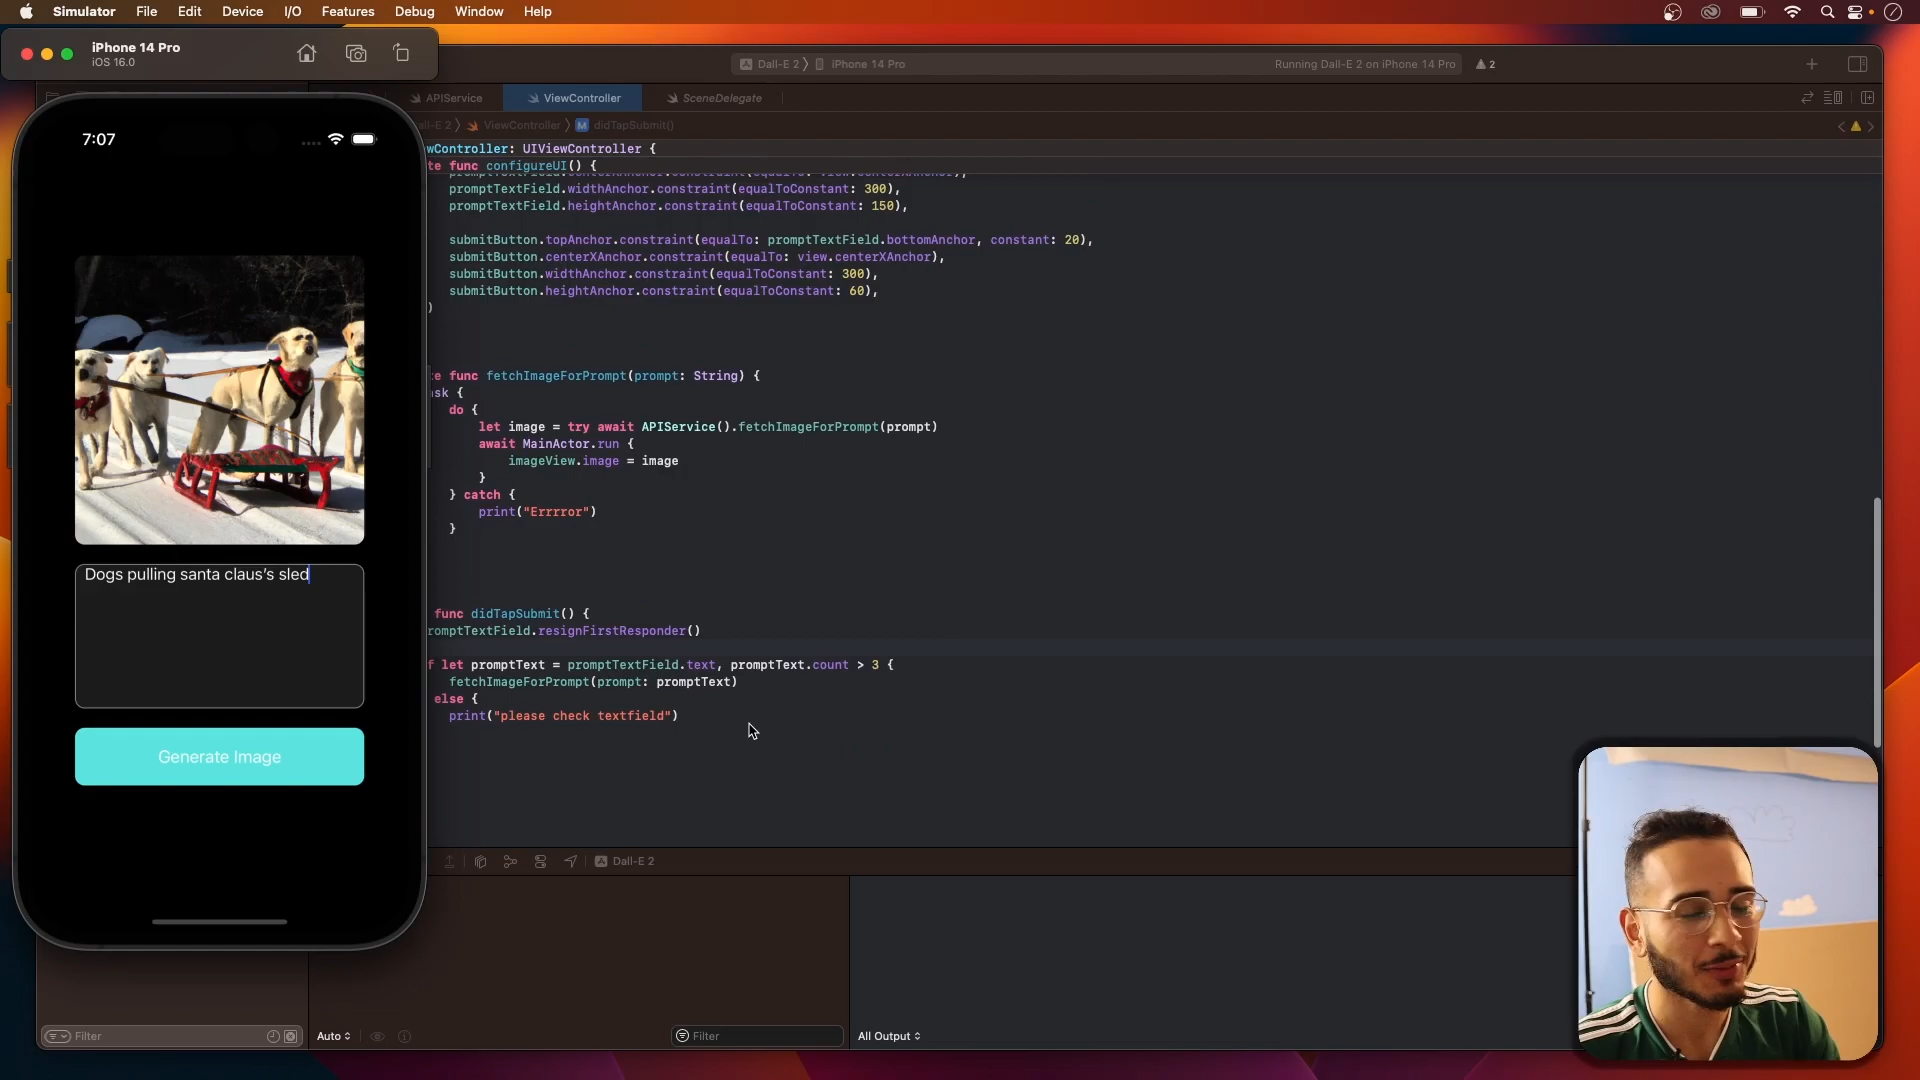 Simulator File Edit Device I/O Features Debug Window Help
iPhone 14 Pro
iOS 16.0
Dall-E 2 iPhone 14 Pro
Running Dall-E 2 on iPhone 14 Pro
2
APIService ViewController SceneDelegate
ViewController didTapSubmit()
7:07
wController: UIViewController {
te func configureUI() {
promptTextField.widthAnchor.constraint(equalToConstant: 300),
promptTextField.heightAnchor.constraint(equalToConstant: 150),
submitButton.topAnchor.constraint(equalTo: promptTextField.bottomAnchor, constant: 20),
submitButton.centerXAnchor.constraint(equalTo: view.centerXAnchor),
submitButton.widthAnchor.constraint(equalToConstant: 300),
submitButton.heightAnchor.constraint(equalToConstant: 60),
)
te func fetchImageForPrompt(prompt: String) {
sk {
do {
let image = try await APIService().fetchImageForPrompt(prompt)
await MainActor.run {
imageView.image = image
}
} catch {
print("Errrror")
}
func didTapSubmit() {
romptTextField.resignFirstResponder()
f let promptText = promptTextField.text, promptText.count > 3 {
fetchImageForPrompt(prompt: promptText)
else {
print("please check textfield")
Dogs pulling santa claus's sled
Generate Image
Dall-E 2
Filter
Auto
Filter
All Output